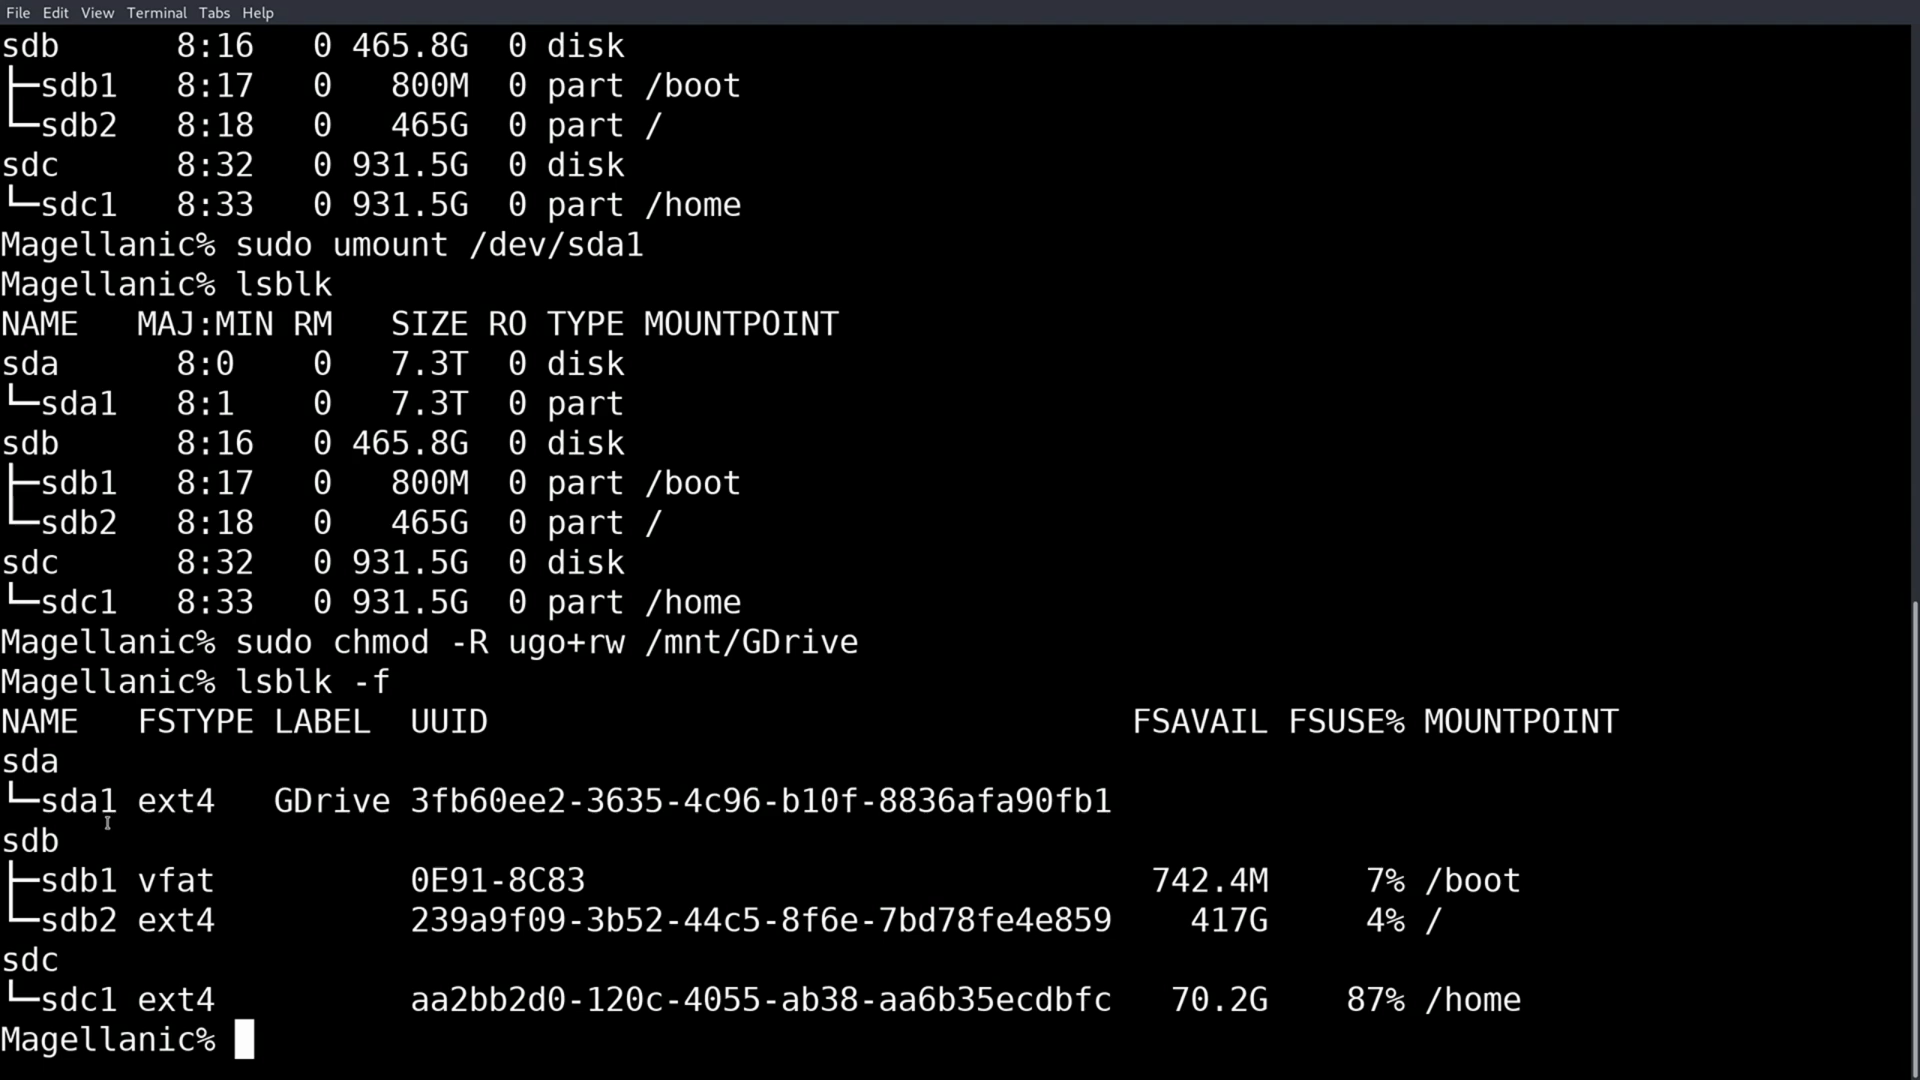 File Edit View Terminal Tabs Help
sdb      8:16   0 465.8G  0 disk
├─sdb1   8:17   0   800M  0 part /boot
└─sdb2   8:18   0   465G  0 part /
sdc      8:32   0 931.5G  0 disk
└─sdc1   8:33   0 931.5G  0 part /home
Magellanic% sudo umount /dev/sda1
Magellanic% lsblk
NAME   MAJ:MIN RM   SIZE RO TYPE MOUNTPOINT
sda      8:0    0   7.3T  0 disk
└─sda1   8:1    0   7.3T  0 part
sdb      8:16   0 465.8G  0 disk
├─sdb1   8:17   0   800M  0 part /boot
└─sdb2   8:18   0   465G  0 part /
sdc      8:32   0 931.5G  0 disk
└─sdc1   8:33   0 931.5G  0 part /home
Magellanic% sudo chmod -R ugo+rw /mnt/GDrive
Magellanic% lsblk -f
NAME   FSTYPE LABEL  UUID                                 FSAVAIL FSUSE% MOUNTPOINT
sda
└─sda1 ext4   GDrive 3fb60ee2-3635-4c96-b10f-8836afa90fb1
sdb
├─sdb1 vfat          0E91-8C83                             742.4M     7% /boot
└─sdb2 ext4          239a9f09-3b52-44c5-8f6e-7bd78fe4e859    417G     4% /
sdc
└─sdc1 ext4          aa2bb2d0-120c-4055-ab38-aa6b35ecdbfc   70.2G    87% /home
Magellanic%